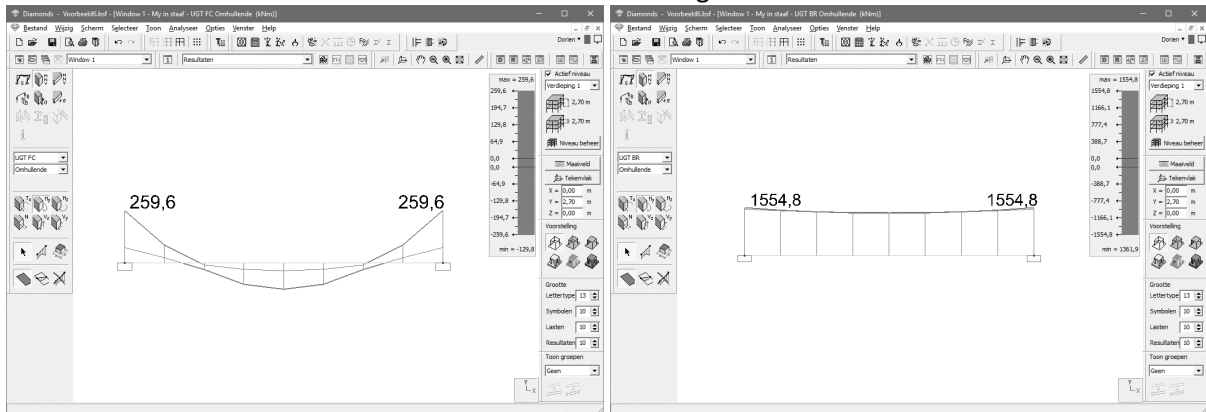 Diamonds - Voorbeeld6.bsf - [Window 1 - My in staaf - UGT FC Omhullende (kNm)]
Bestand Wijzig Scherm Selecteer Toon Analyseer Opties Venster Help
Dorien
Window 1
Resultaten
UGT FC
Omhullende
259,6
259,6
max = 259,6
259,6
194,7
129,8
64,9
0,0
0,0
-64,9
-129,8
-194,7
-259,6
min = -129,8
Actief niveau
Verdieping 1
2,70 m
2,70 m
Niveau beheer
Maaiveld
Tekenvlak
X = 0,00 m
Y = 2,70 m
Z = 0,00 m
Voorstelling
Grootte
Lettertype 13
Symbolen 10
Lasten 10
Resultaten 10
Toon groepen
Geen
Y
X
Diamonds - Voorbeeld6.bsf - [Window 1 - My in staaf - UGT BR Omhullende (kNm)]
Bestand Wijzig Scherm Selecteer Toon Analyseer Opties Venster Help
Dorien
Window 1
Resultaten
UGT BR
Omhullende
1554,8
1554,8
max = 1554,8
1554,8
1166,1
777,4
388,7
0,0
0,0
-388,7
-777,4
-1166,1
-1554,8
min = 1361,9
Actief niveau
Verdieping 1
2,70 m
2,70 m
Niveau beheer
Maaiveld
Tekenvlak
X = 0,00 m
Y = 2,70 m
Z = 0,00 m
Voorstelling
Grootte
Lettertype 13
Symbolen 10
Lasten 10
Resultaten 10
Toon groepen
Geen
Y
X